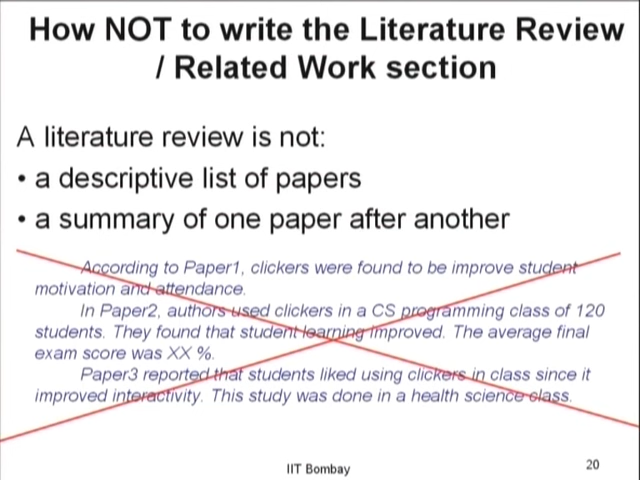 How NOT to write the Literature Review
/ Related Work section
A literature review is not:
• a descriptive list of papers
• a summary of one paper after another
According to Paper1, clickers were found to be improve student
motivation and attendance.
In Paper2, authors used clickers in a CS programming class of 120
students. They found that student learning improved. The average final
exam score was XX %.
Paper3 reported that students liked using clickers in class since it
improved interactivity. This study was done in a health science class.
IIT Bombay
20